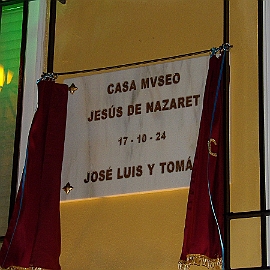 CASA MVSEO
JESÚS DE NAZARET
17 - 10 - 24
JOSÉ LUIS Y TOMÁ